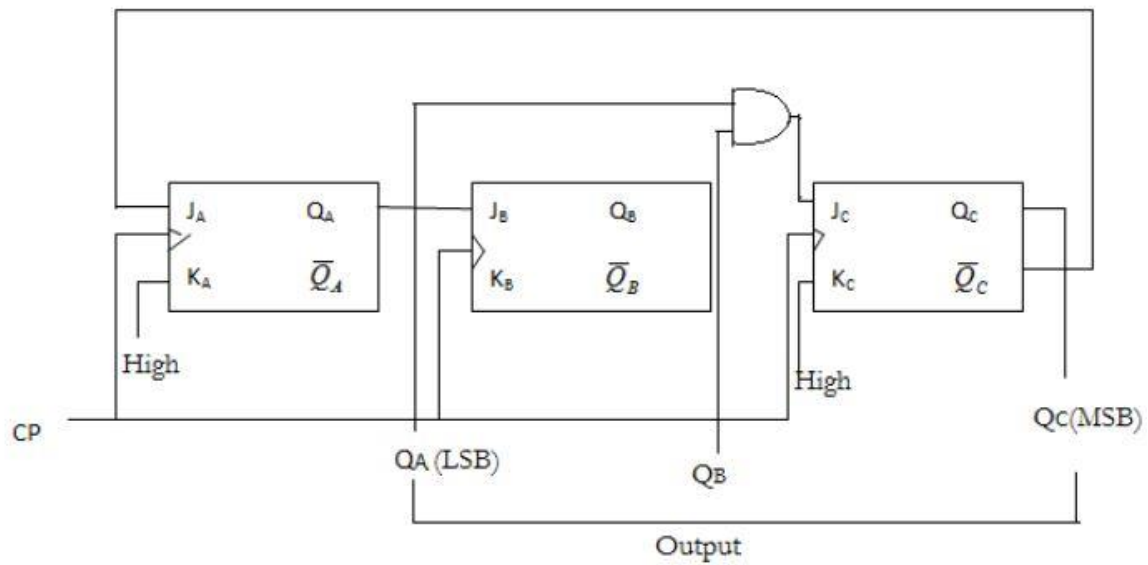 JA QA
KA Q̅A
JB QB
KB Q̅B
JC QC
KC Q̅C
High
High
CP
QA (LSB)
QB
QC(MSB)
Output